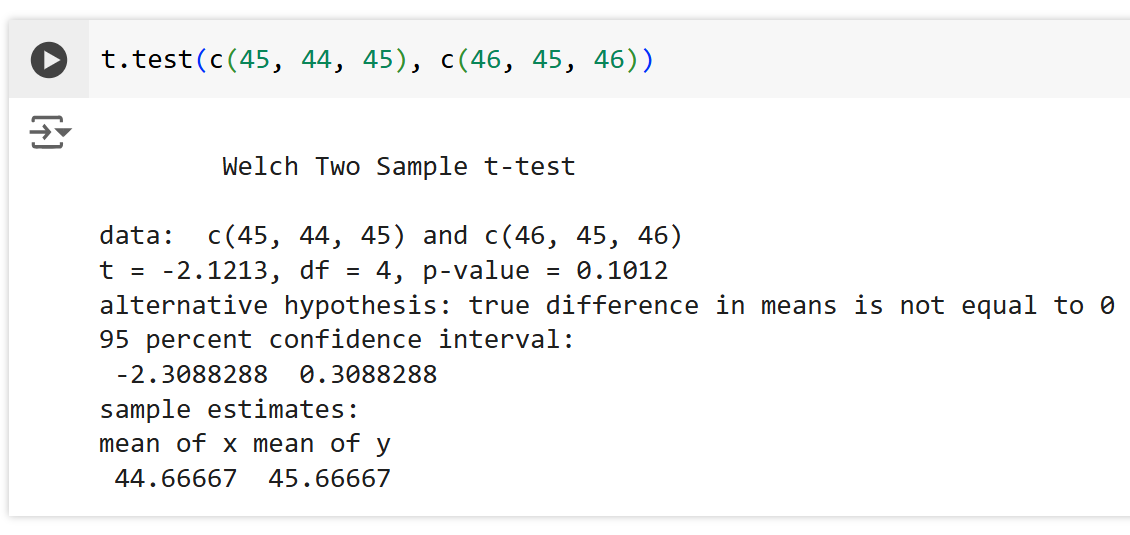 t.test(c(45, 44, 45), c(46, 45, 46))
Welch Two Sample t-test
data:  c(45, 44, 45) and c(46, 45, 46)
t = -2.1213, df = 4, p-value = 0.1012
alternative hypothesis: true difference in means is not equal to 0
95 percent confidence interval:
-2.3088288  0.3088288
sample estimates:
mean of x mean of y
44.66667  45.66667